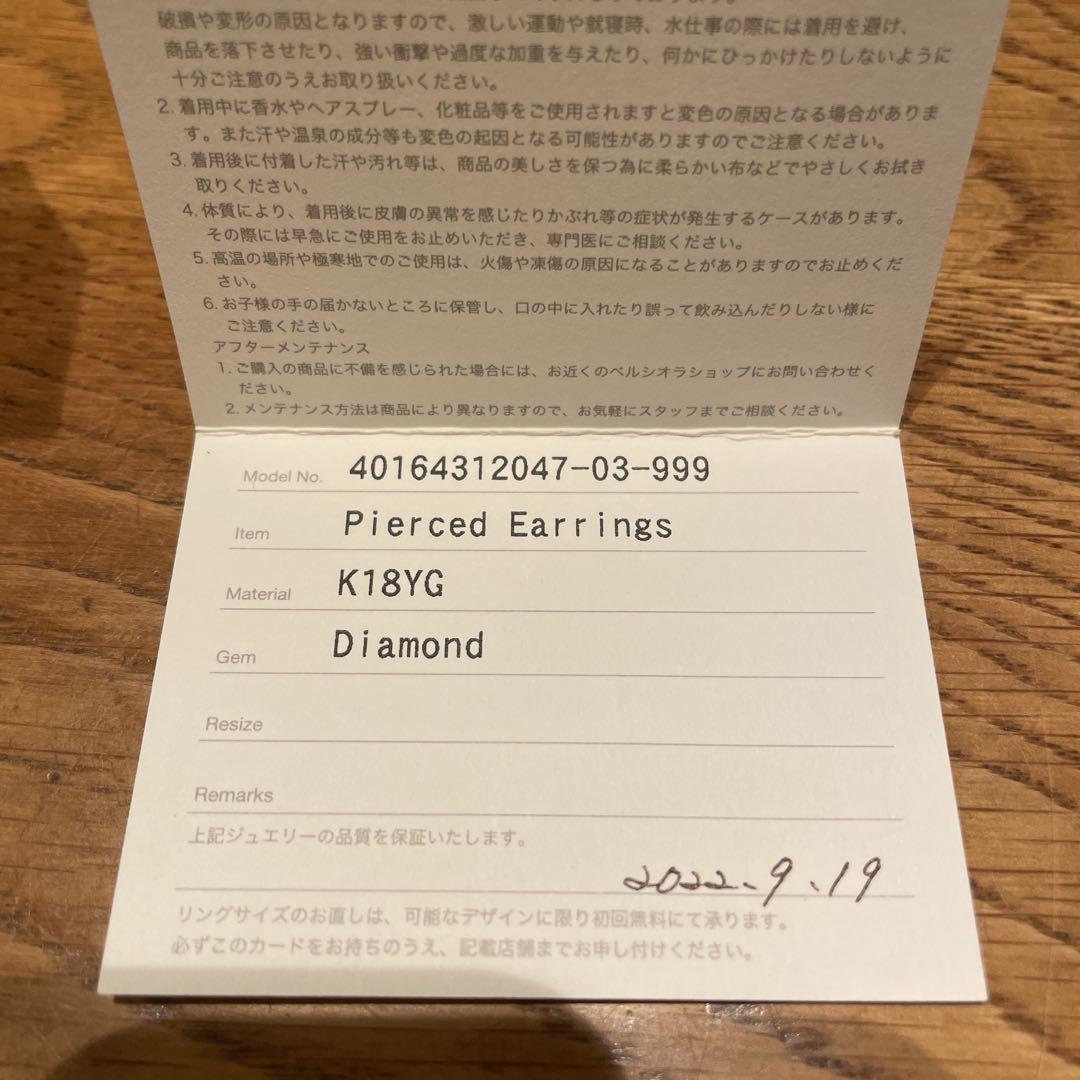 破損や変形の原因となりますので、激しい運動や就寝時、水仕事の際には着用を避け、
商品を落下させたり、強い衝撃や過度な加重を与えたり、何かにひっかけたりしないように
十分ご注意のうえお取り扱いください。
2. 着用中に香水やヘアスプレー、化粧品等をご使用されますと変色の原因となる場合がありま
す。また汗や温泉の成分等も変色の起因となる可能性がありますのでご注意ください。
3. 着用後に付着した汗や汚れ等は、商品の美しさを保つ為に柔らかい布などでやさしくお拭き
取りください。
4. 体質により、着用後に皮膚の異常を感じたりかぶれ等の症状が発生するケースがあります。
その際には早急にご使用をお止めいただき、専門医にご相談ください。
5. 高温の場所や極寒地でのご使用は、火傷や凍傷の原因になることがありますのでお止めくだ
さい。
6. お子様の手の届かないところに保管し、口の中に入れたり誤って飲み込んだりしない様に
ご注意ください。
アフターメンテナンス
1. ご購入の商品に不備を感じられた場合には、お近くのベルシオラショップにお問い合わせく
ださい。
2. メンテナンス方法は商品により異なりますので、お気軽にスタッフまでご相談ください。
Model No. 40164312047-03-999
Item Pierced Earrings
Material K18YG
Gem Diamond
Resize
Remarks
上記ジュエリーの品質を保証いたします。
2022.9.19
リングサイズのお直しは、可能なデザインに限り初回無料にて承ります。
必ずこのカードをお持ちのうえ、記載店舗までお申し付けください。